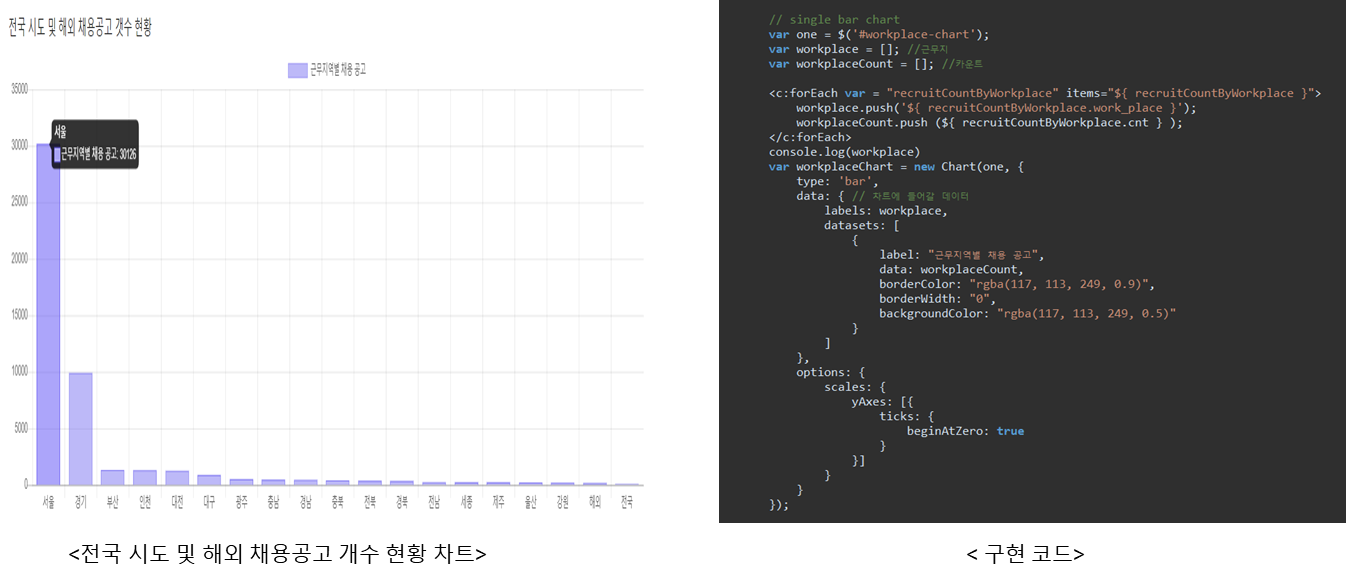 전국 시도 및 해외 채용공고 갯수 현황
근무지역별 채용 공고
35000
30000
25000
20000
15000
10000
5000
0
서울
근무지역별 채용 공고: 30126
서울 경기 부산 인천 대전 대구 광주 충남 경남 충북 전북 경북 전남 세종 제주 울산 강원 해외 전국
<전국 시도 및 해외 채용공고 개수 현황 차트>
// single bar chart
var one = $('#workplace-chart');
var workplace = []; //근무지
var workplaceCount = []; //카운트
<c:forEach var = "recruitCountByWorkplace" items="${ recruitCountByWorkplace }">
workplace.push('${ recruitCountByWorkplace.work_place }');
workplaceCount.push (${ recruitCountByWorkplace.cnt } );
</c:forEach>
console.log(workplace)
var workplaceChart = new Chart(one, {
type: 'bar',
data: { // 차트에 들어갈 데이터
labels: workplace,
datasets: [
{
label: "근무지역별 채용 공고",
data: workplaceCount,
borderColor: "rgba(117, 113, 249, 0.9)",
borderWidth: "0",
backgroundColor: "rgba(117, 113, 249, 0.5)"
}
]
},
options: {
scales: {
yAxes: [{
ticks: {
beginAtZero: true
}
}]
}
}
});
< 구현 코드>